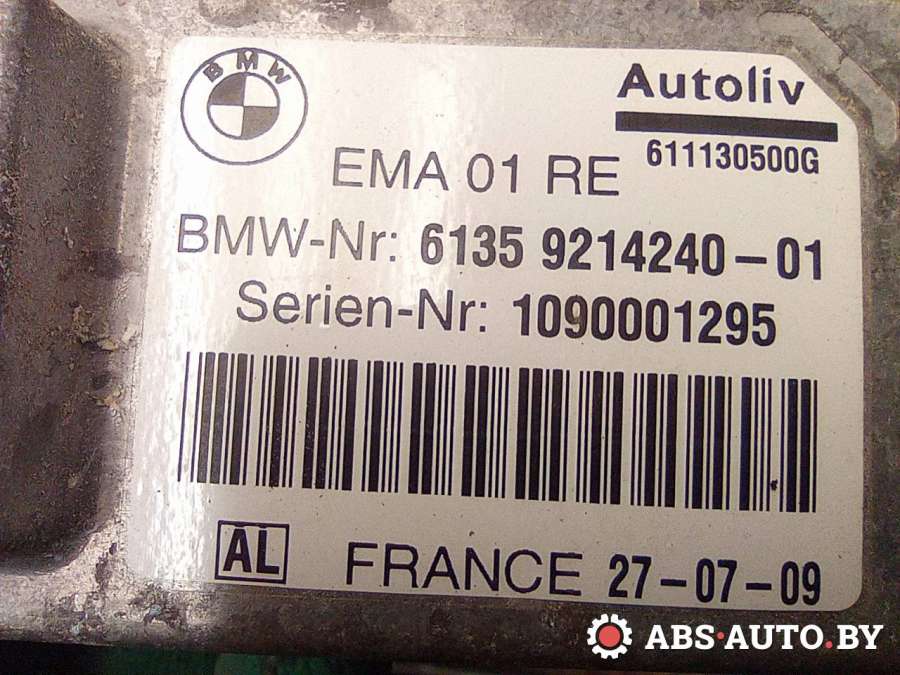 BMW
Autoliv
611130500G
EMA 01 RE
BMW-Nr: 6135 9214240-01
Serien-Nr: 1090001295
AL
FRANCE 27-07-09
ABS·AUTO.BY